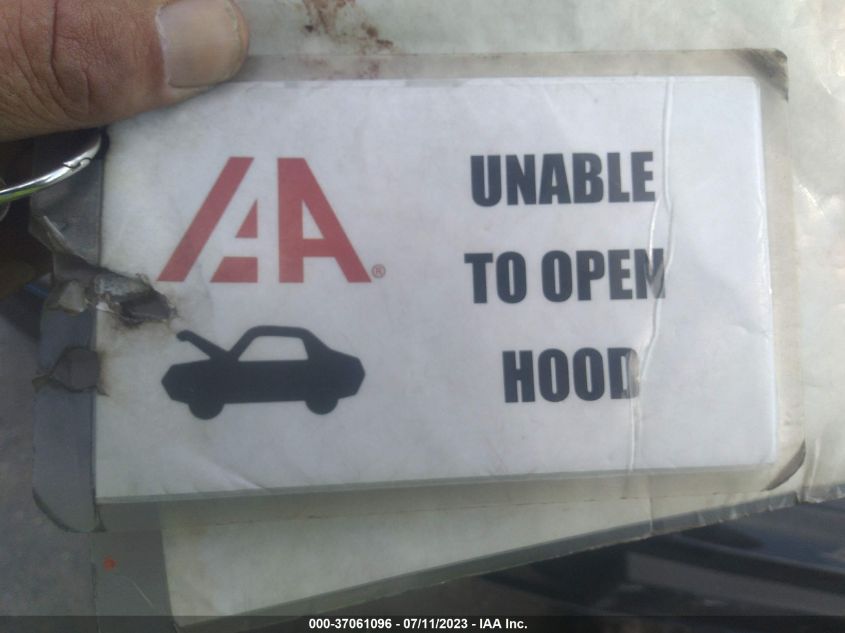 IAA®
UNABLE
TO OPEN
HOOD
000-37061096 - 07/11/2023 - IAA Inc.